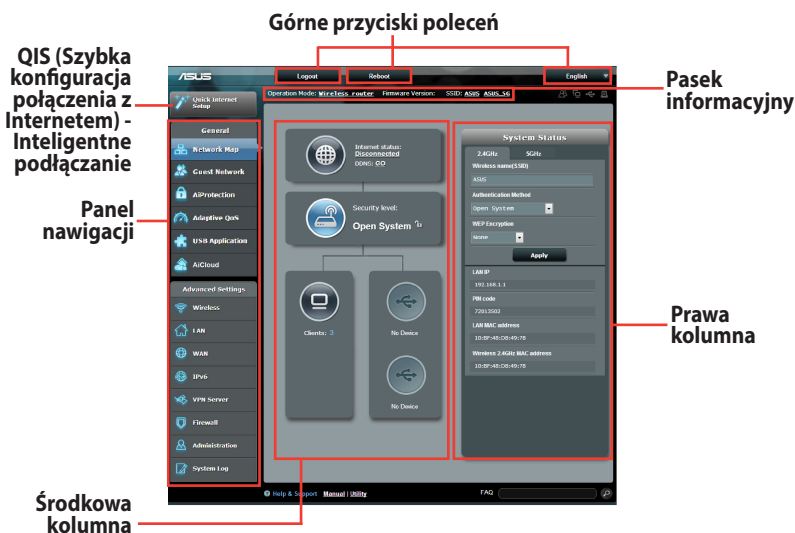 Górne przyciski poleceń
QIS (Szybka
konfiguracja
połączenia z
Internetem) -
Inteligentne
podłączanie
Pasek
informacyjny
Panel
nawigacji
Prawa
kolumna
Środkowa
kolumna
ASUS
Logout
Reboot
English
Quick Internet
Setup
Operation Mode: Wireless router Firmware Version: SSID: ASUS ASUS_5G
General
Network Map
Guest Network
AiProtection
Adaptive QoS
USB Application
AiCloud
Advanced Settings
Wireless
LAN
WAN
IPv6
VPN Server
Firewall
Administration
System Log
Internet status:
Disconnected
DDNS: GO
Security level:
Open System
Clients: 3
No Device
No Device
System Status
2.4GHz 5GHz
Wireless name(SSID)
ASUS
Authentication Method
Open System
WEP Encryption
None
Apply
LAN IP
192.168.1.1
PIN code
72013502
LAN MAC address
10:BF:48:D8:49:78
Wireless 2.4GHz MAC address
10:BF:48:D8:49:78
Help & Support Manual | Utility
FAQ